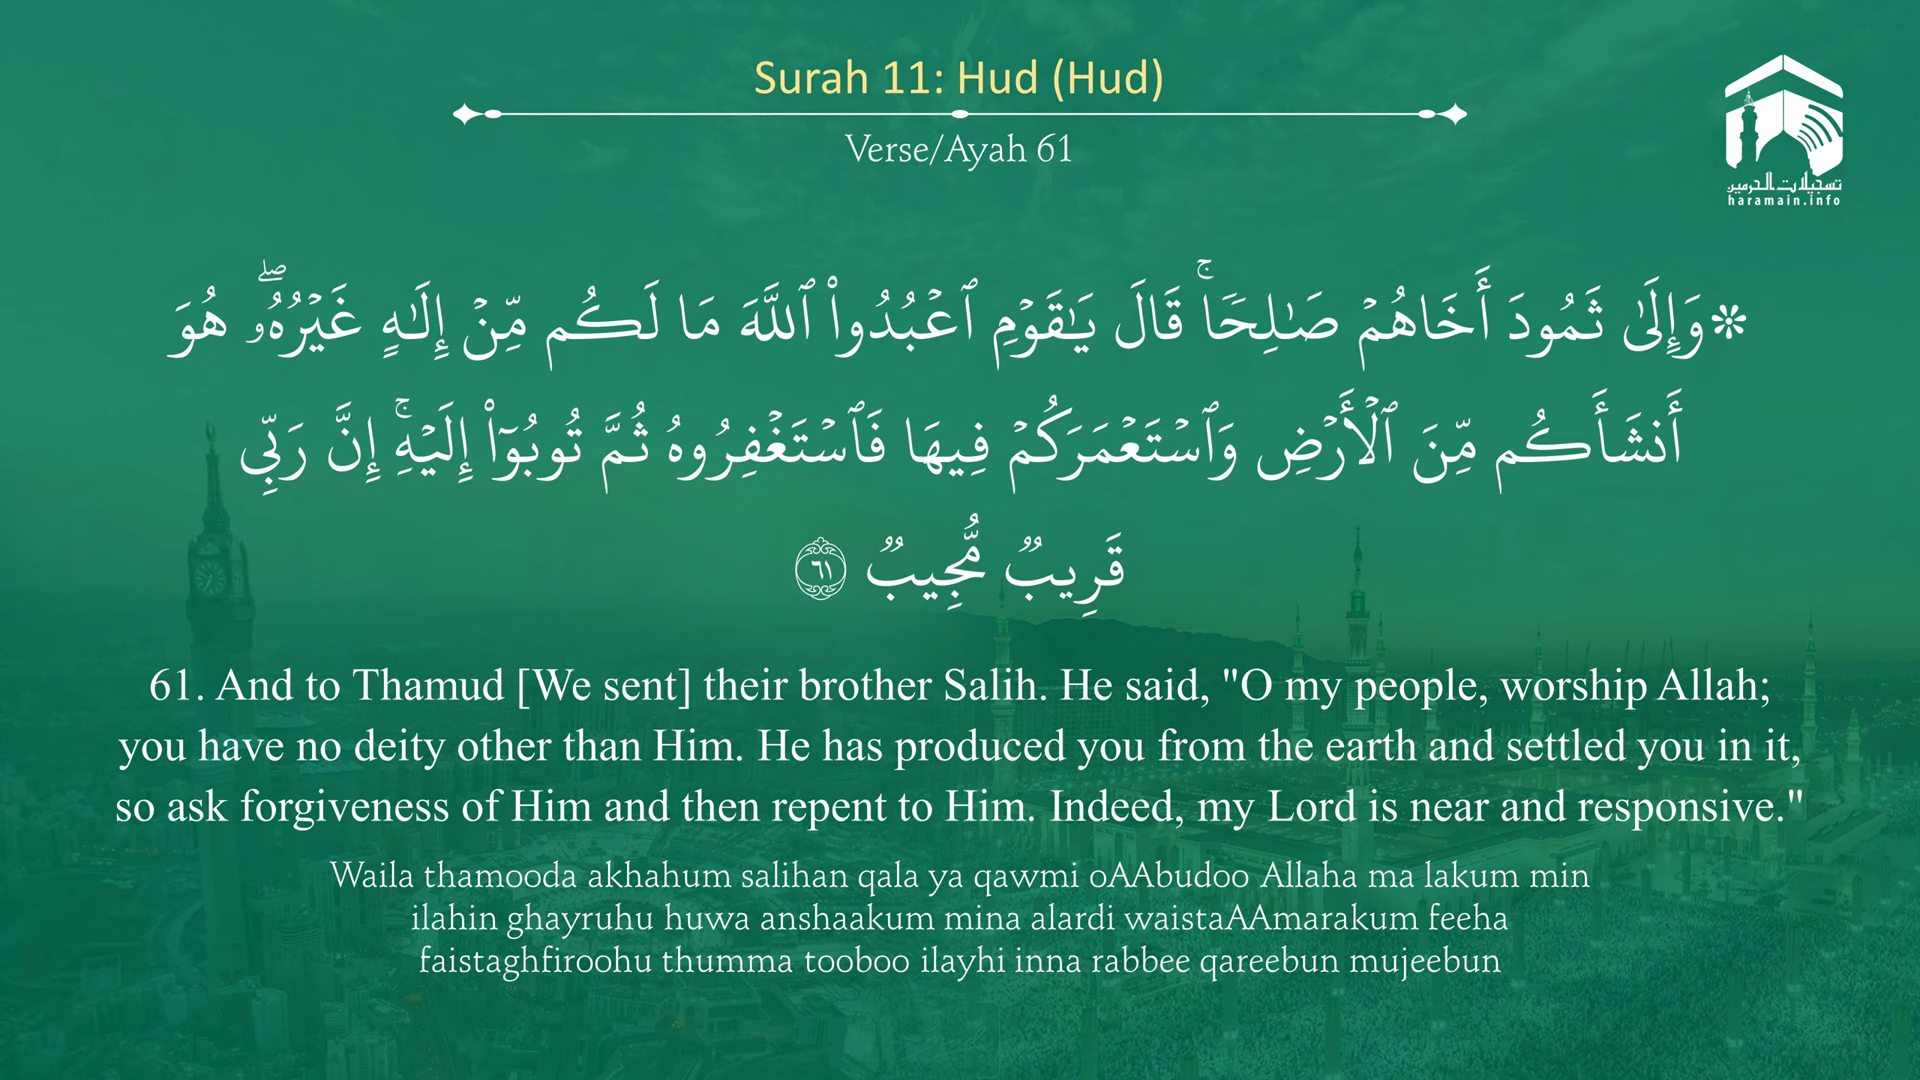 Surah 11: Hud (Hud)
Verse/Ayah 61
تسجيلات الحرمين
haramain.info
۞وَإِلَىٰ ثَمُودَ أَخَاهُمۡ صَٰلِحٗاۚ قَالَ يَٰقَوۡمِ ٱعۡبُدُواْ ٱللَّهَ مَا لَكُم مِّنۡ إِلَٰهٍ غَيۡرُهُۥۖ هُوَ
أَنشَأَكُم مِّنَ ٱلۡأَرۡضِ وَٱسۡتَعۡمَرَكُمۡ فِيهَا فَٱسۡتَغۡفِرُوهُ ثُمَّ تُوبُوٓاْ إِلَيۡهِۚ إِنَّ رَبِّي
قَرِيبٞ مُّجِيبٞ ٦١
61. And to Thamud [We sent] their brother Salih. He said, "O my people, worship Allah;
you have no deity other than Him. He has produced you from the earth and settled you in it,
so ask forgiveness of Him and then repent to Him. Indeed, my Lord is near and responsive."
Waila thamooda akhahum salihan qala ya qawmi oAAbudoo Allaha ma lakum min
ilahin ghayruhu huwa anshaakum mina alardi waistaAAmarakum feeha
faistaghfiroohu thumma tooboo ilayhi inna rabbee qareebun mujeebun